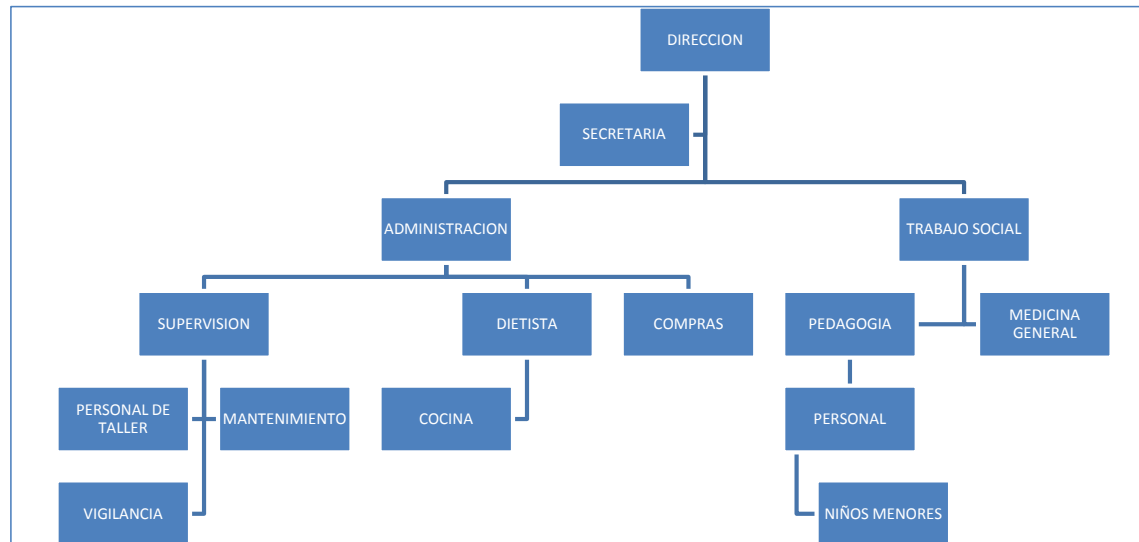 DIRECCION
SECRETARIA
ADMINISTRACION
TRABAJO SOCIAL
SUPERVISION
DIETISTA
COMPRAS
PEDAGOGIA
MEDICINA
GENERAL
PERSONAL DE
TALLER
MANTENIMIENTO
COCINA
PERSONAL
VIGILANCIA
NIÑOS MENORES